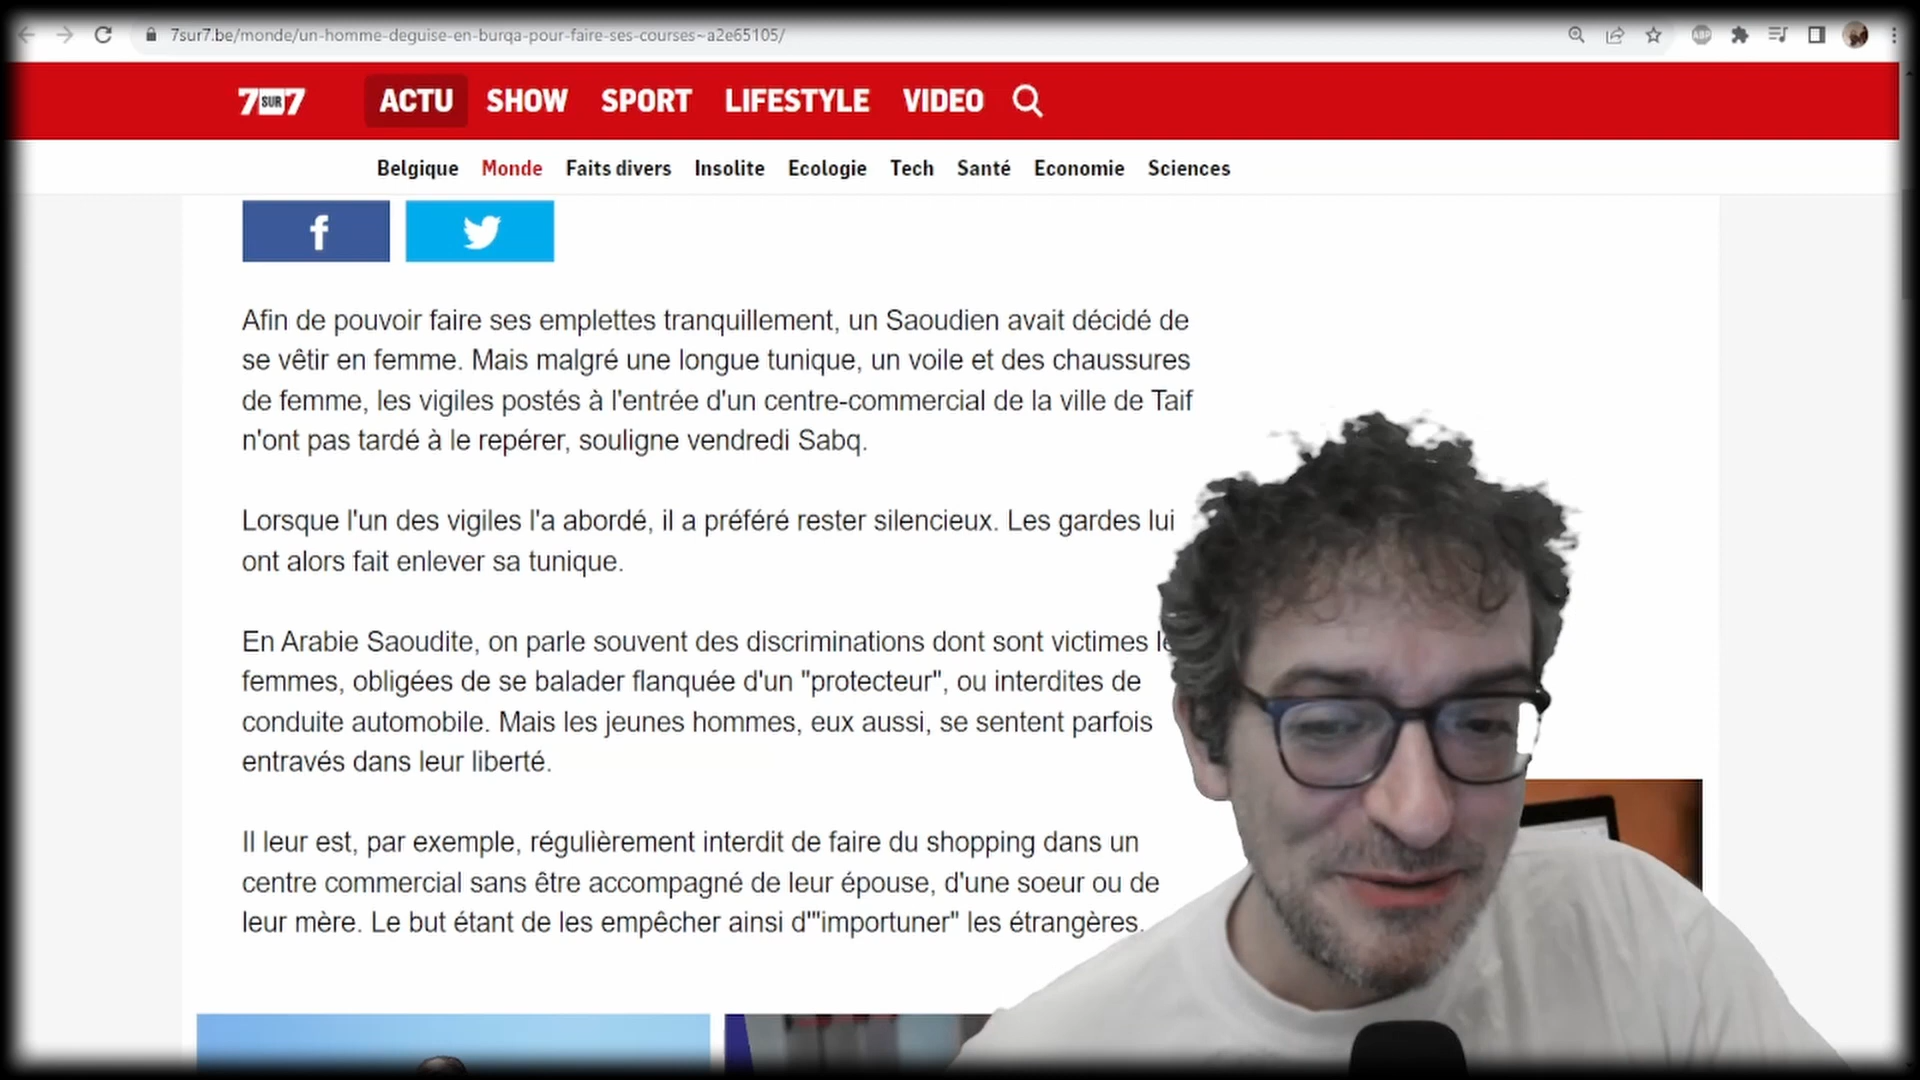 7sur7.be/monde/un-homme-deguise-en-burqa-pour-faire-ses-courses~a2e65105/
ABP
7SUR7 ACTU SHOW SPORT LIFESTYLE VIDEO
Belgique Monde Faits divers Insolite Ecologie Tech Santé Economie Sciences
Afin de pouvoir faire ses emplettes tranquillement, un Saoudien avait décidé de
se vêtir en femme. Mais malgré une longue tunique, un voile et des chaussures
de femme, les vigiles postés à l'entrée d'un centre-commercial de la ville de Taif
n'ont pas tardé à le repérer, souligne vendredi Sabq.
Lorsque l'un des vigiles l'a abordé, il a préféré rester silencieux. Les gardes lui
ont alors fait enlever sa tunique.
En Arabie Saoudite, on parle souvent des discriminations dont sont victimes
femmes, obligées de se balader flanquée d'un "protecteur", ou interdites de
conduite automobile. Mais les jeunes hommes, eux aussi, se sentent parfois
entravés dans leur liberté.
Il leur est, par exemple, régulièrement interdit de faire du shopping dans un
centre commercial sans être accompagné de leur épouse, d'une soeur ou de
leur mère. Le but étant de les empêcher ainsi d'"importuner" les étrangères.